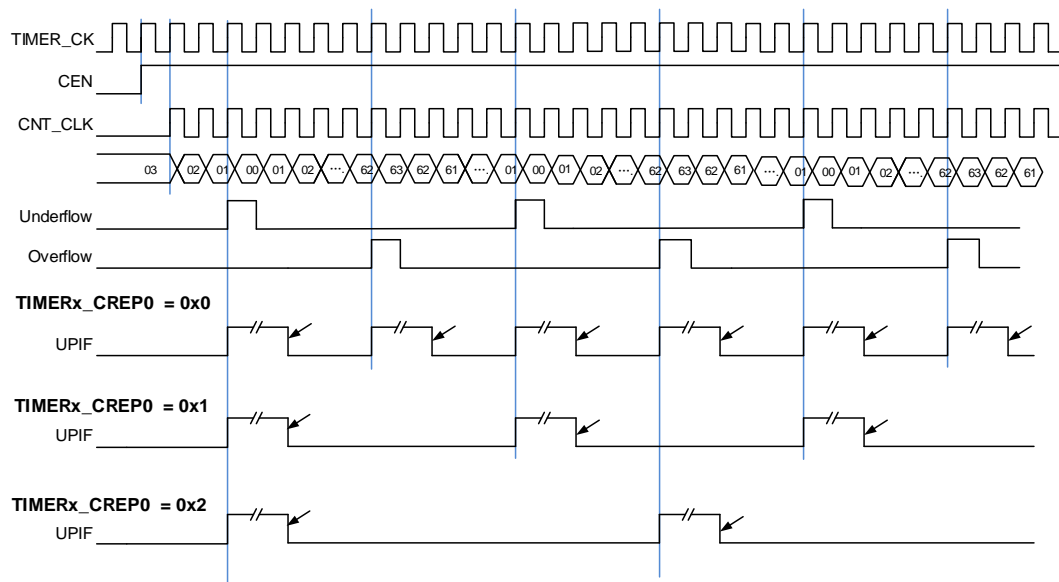 TIMER_CK
CEN
CNT_CLK
03 02 01 00 01 02 .... 62 63 62 61 .... 01 00 01 02 .... 62 63 62 61 .... 01 00 01 02 .... 62 63 62 61
Underflow
Overflow
TIMERx_CREP0 = 0x0
UPIF
TIMERx_CREP0 = 0x1
UPIF
TIMERx_CREP0 = 0x2
UPIF